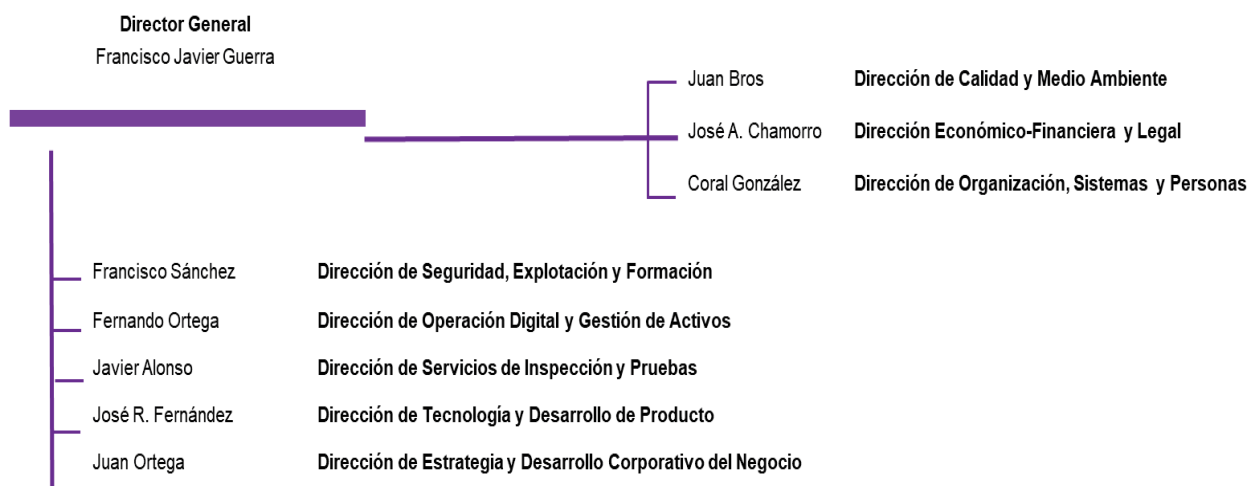 Director General
Francisco Javier Guerra
Juan Bros Dirección de Calidad y Medio Ambiente
José A. Chamorro Dirección Económico-Financiera y Legal
Coral González Dirección de Organización, Sistemas y Personas
Francisco Sánchez Dirección de Seguridad, Explotación y Formación
Fernando Ortega Dirección de Operación Digital y Gestión de Activos
Javier Alonso Dirección de Servicios de Inspección y Pruebas
José R. Fernández Dirección de Tecnología y Desarrollo de Producto
Juan Ortega Dirección de Estrategia y Desarrollo Corporativo del Negocio